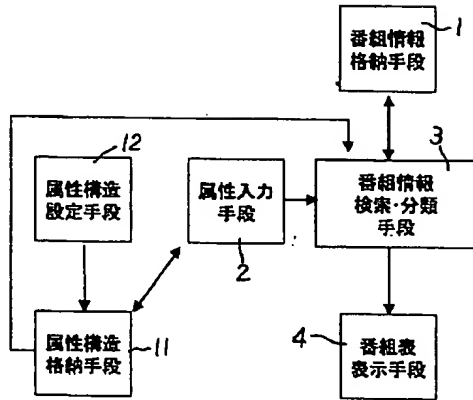 1
番組情報
格納手段
3
12
属性構造
設定手段
属性入力
手段
2
番組情報
検索・分類
手段
属性構造
格納手段
11
4
番組表
表示手段